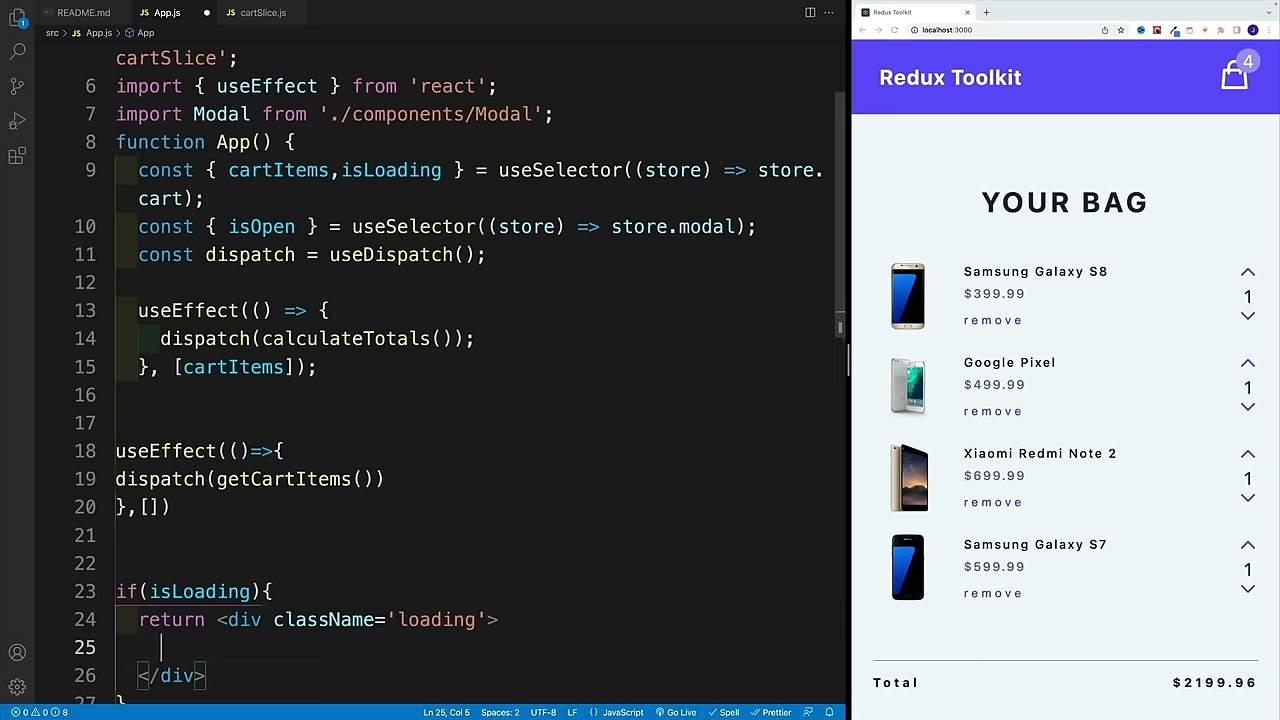 README.md
App.js
cartSlice.js
src > JS App.js > App
cartSlice';
6 import { useEffect } from 'react';
7 import Modal from './components/Modal';
8 function App() {
9 const { cartItems,isLoading } = useSelector((store) => store.
cart);
10 const { isOpen } = useSelector((store) => store.modal);
11 const dispatch = useDispatch();
12
13 useEffect(() => {
14 dispatch(calculateTotals());
15 }, [cartItems]);
16
17
18 useEffect(()=>{
19 dispatch(getCartItems())
20 },[])
21
22
23 if(isLoading){
24 return <div className='loading'>
25
26 </div>
27 }
0 0 8
Ln 25, Col 5
Spaces: 2
UTF-8
LF
{} JavaScript
Go Live
Spell
Prettier
Redux Toolkit
localhost:3000
Redux Toolkit
4
YOUR BAG
Samsung Galaxy S8
$399.99
remove
1
Google Pixel
$499.99
remove
1
Xiaomi Redmi Note 2
$699.99
remove
1
Samsung Galaxy S7
$599.99
remove
1
Total
$2199.96